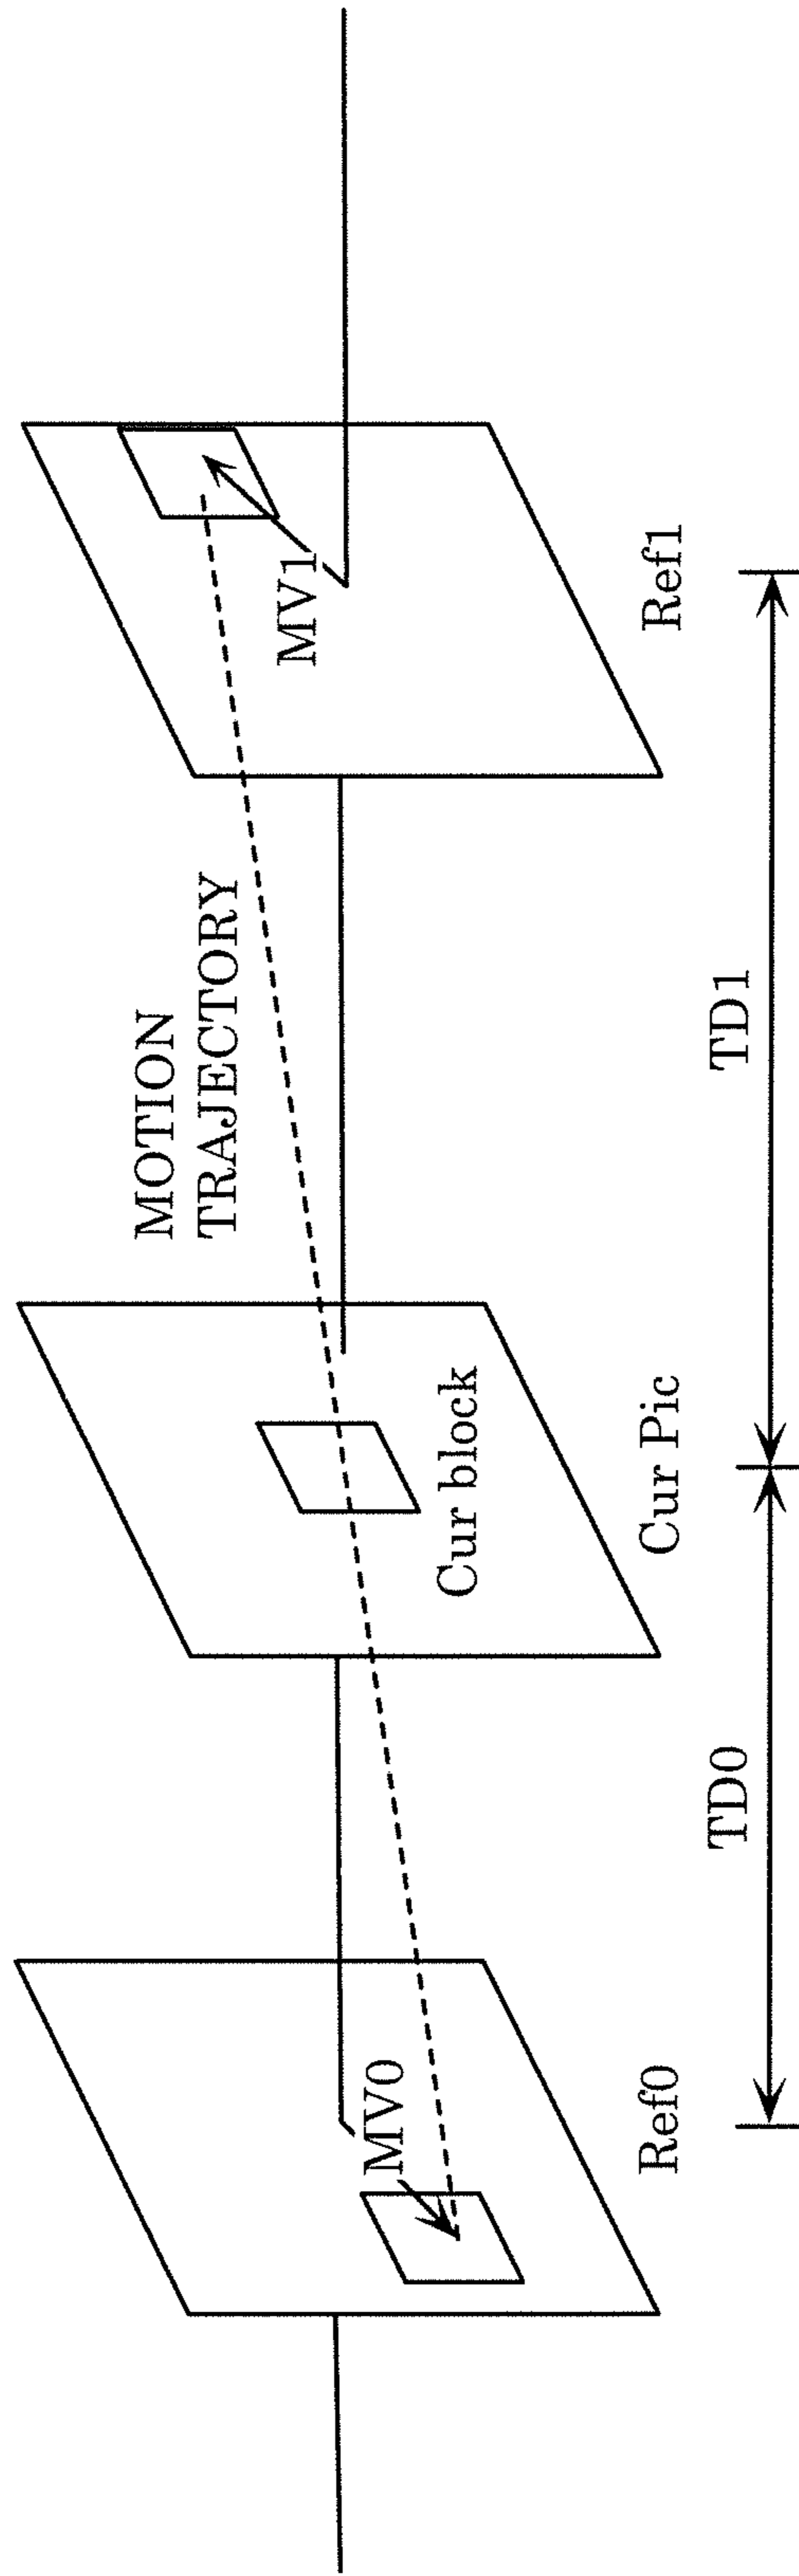 MOTION
TRAJECTORY
MV0
MV1
Cur block
Ref0
Cur Pic
Ref1
TD0
TD1